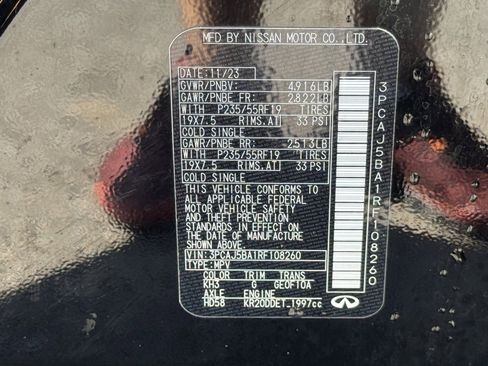 MFD BY NISSAN MOTOR CO.,LTD.
DATE:11/23
GVWR/PNBV: 4916LB
GAWR/PNBE FR: 2822LB
WITH P235/55RF19 TIRES
19X7.5 RIMS,AT 33 PSI
COLD SINGLE
GAWR/PNBE RR: 2513LB
WITH P235/55RF19 TIRES
19X7.5 RIMS,AT 33 PSI
COLD SINGLE
THIS VEHICLE CONFORMS TO
ALL APPLICABLE FEDERAL
MOTOR VEHICLE SAFETY
AND THEFT PREVENTION
STANDARDS IN EFFECT ON
THE DATE OF MANUFACTURE
SHOWN ABOVE.
VIN:3PCAJ5BA1RF108260
TYPE:MPV
COLOR TRIM TRANS
KH3 G GEOF10A
AXLE ENGINE
HD58 KR20DDET 1997cc
3PCAJ5BA1RF108260
INFINITI